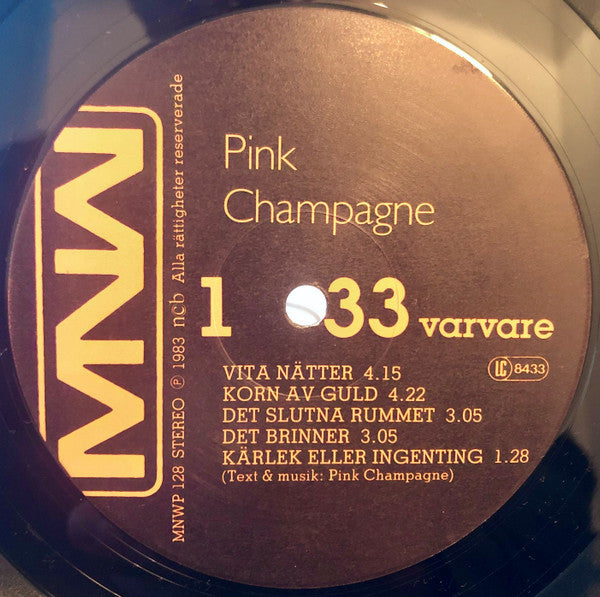 MNW
MNWP 128 STEREO Ⓟ 1983 ncb Alla rättigheter reserverade
Pink
Champagne
1 33 varvare
VITA NÄTTER 4.15
KORN AV GULD 4.22
DET SLUTNA RUMMET 3.05
DET BRINNER 3.05
KÄRLEK ELLER INGENTING 1.28
(Text & musik: Pink Champagne)
LC 8433